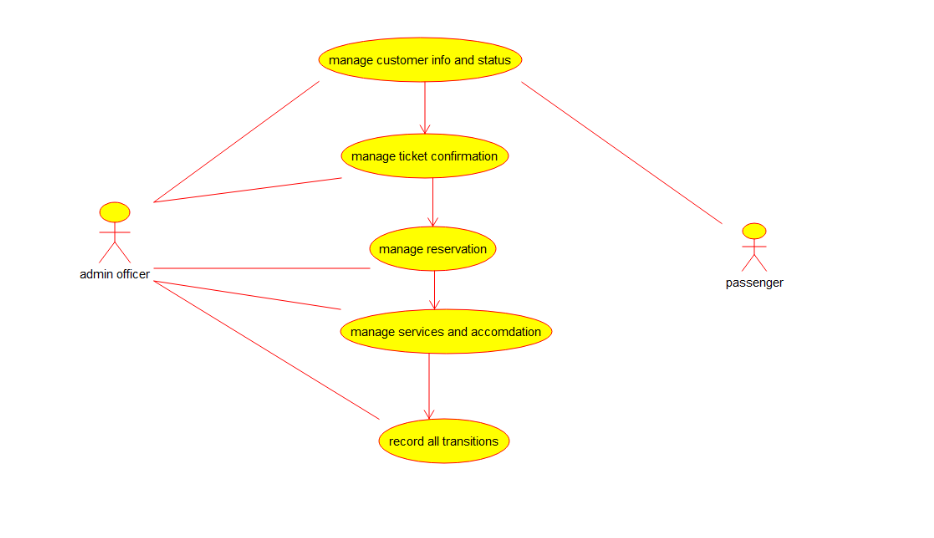 manage customer info and status
manage ticket confirmation
manage reservation
admin officer
passenger
manage services and accomdation
record all transitions